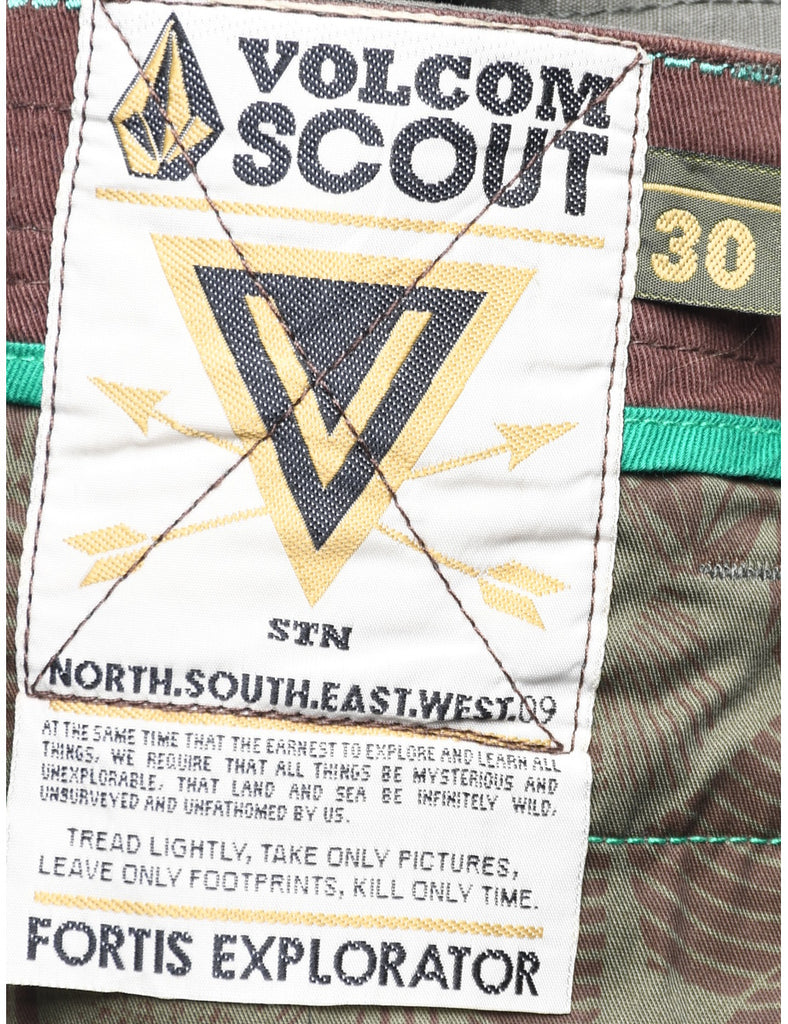 VOLCOM
SCOUT
30
STN
NORTH.SOUTH.EAST.WEST.09
AT THE SAME TIME THAT THE EARNEST TO EXPLORE AND LEARN ALL
THINGS, WE REQUIRE THAT ALL THINGS BE MYSTERIOUS AND
UNEXPLORABLE, THAT LAND AND SEA BE INFINITELY WILD,
UNSURVEYED AND UNFATHOMED BY US.
TREAD LIGHTLY, TAKE ONLY PICTURES,
LEAVE ONLY FOOTPRINTS, KILL ONLY TIME.
FORTIS EXPLORATOR